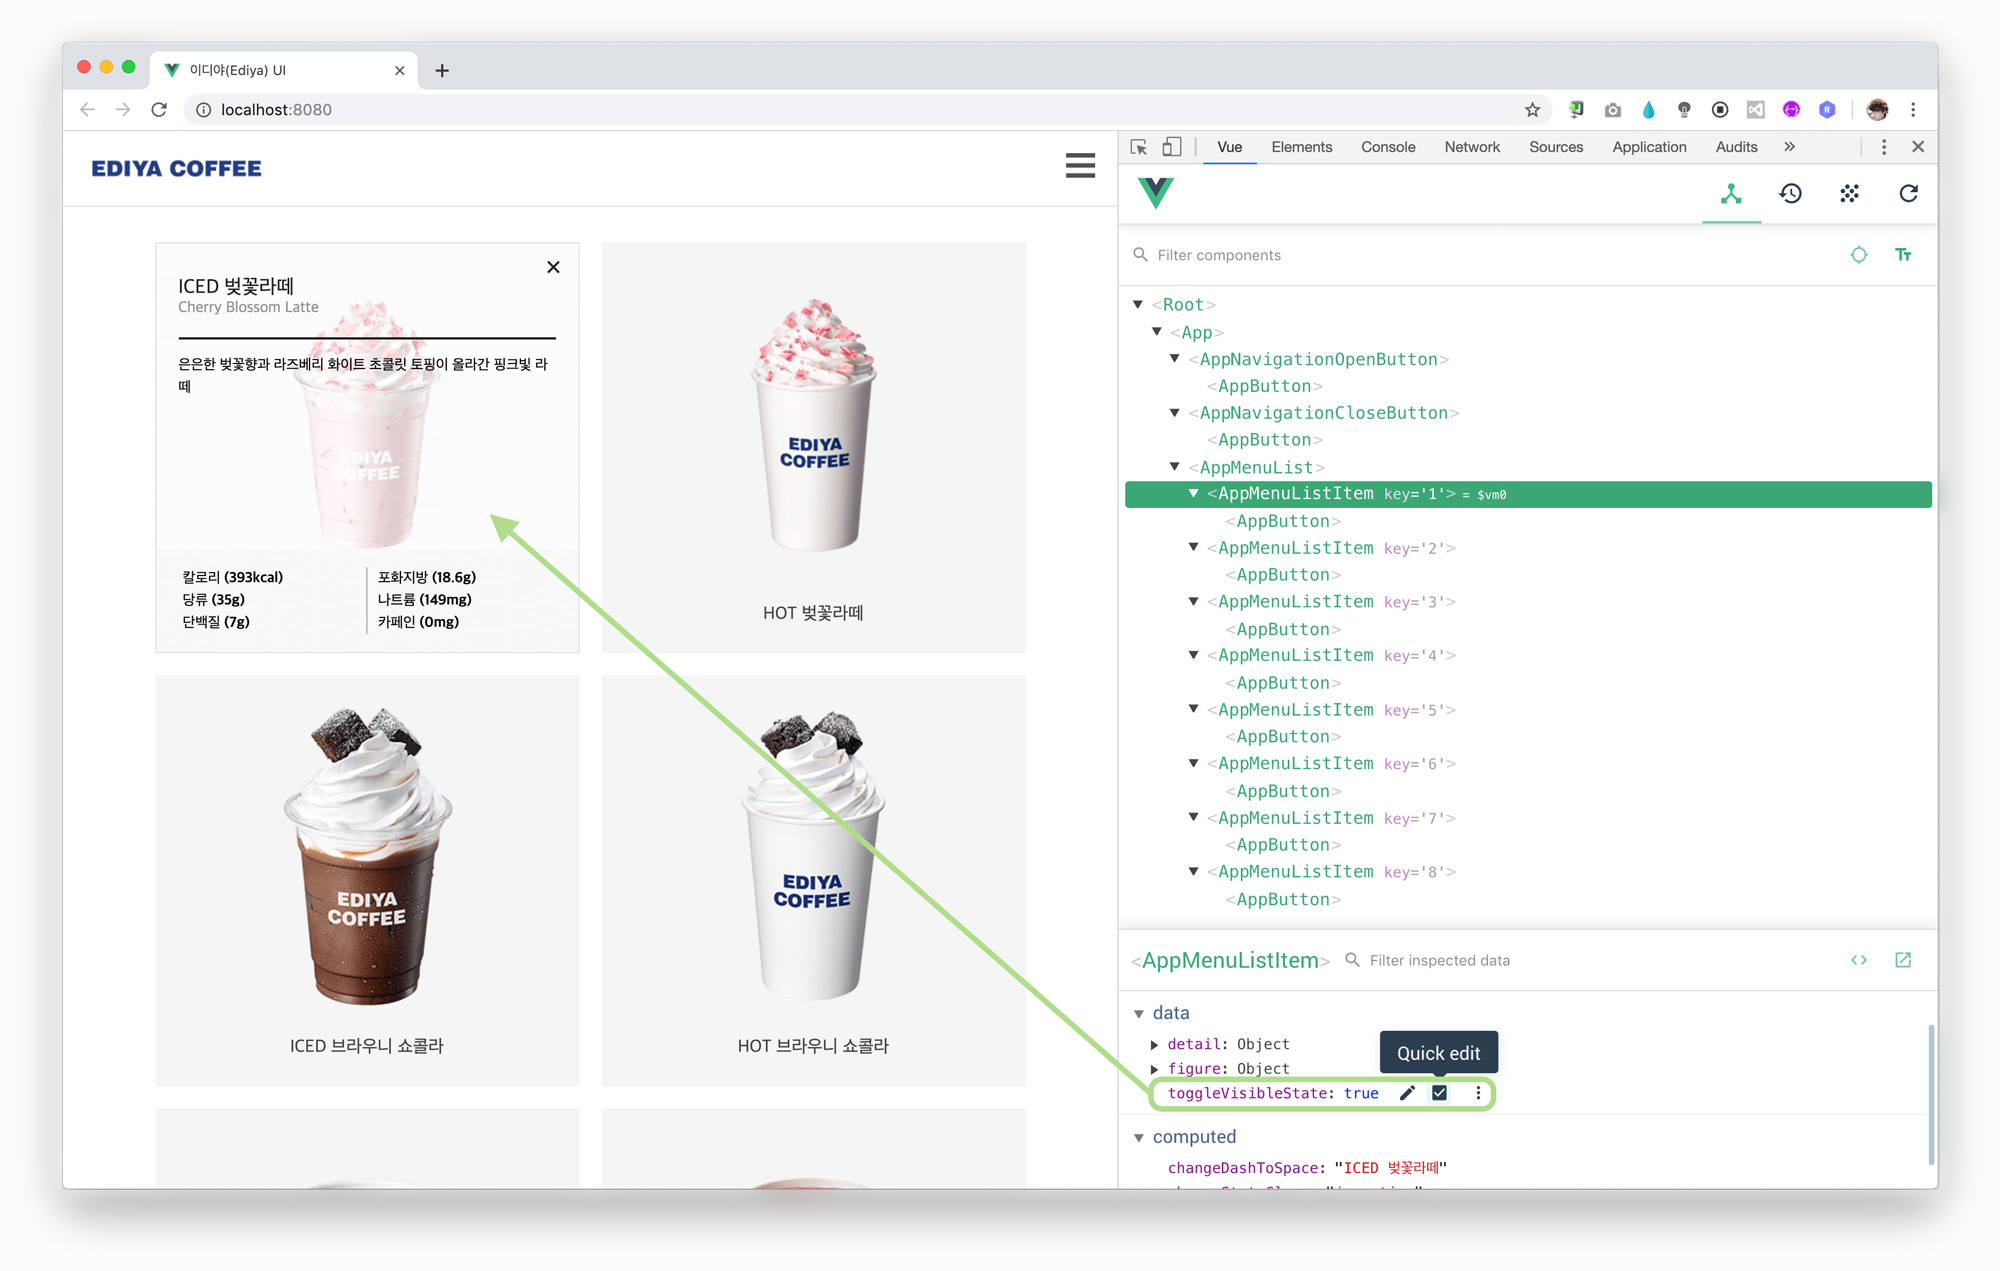 이디야(Ediya) UI
localhost:8080
EDIYA COFFEE
ICED 벚꽃라떼
Cherry Blossom Latte
은은한 벚꽃향과 라즈베리 화이트 초콜릿 토핑이 올라간 핑크빛 라
떼
EDIYA
COFFEE
칼로리 (393kcal)
당류 (35g)
단백질 (7g)
포화지방 (18.6g)
나트륨 (149mg)
카페인 (0mg)
EDIYA
COFFEE
HOT 벚꽃라떼
EDIYA
COFFEE
ICED 브라우니 쇼콜라
EDIYA
COFFEE
HOT 브라우니 쇼콜라
Vue Elements Console Network Sources Application Audits
Filter components
<Root>
<App>
<AppNavigationOpenButton>
<AppButton>
<AppNavigationCloseButton>
<AppButton>
<AppMenuList>
<AppMenuListItem key='1'> = $vm0
<AppButton>
<AppMenuListItem key='2'>
<AppButton>
<AppMenuListItem key='3'>
<AppButton>
<AppMenuListItem key='4'>
<AppButton>
<AppMenuListItem key='5'>
<AppButton>
<AppMenuListItem key='6'>
<AppButton>
<AppMenuListItem key='7'>
<AppButton>
<AppMenuListItem key='8'>
<AppButton>
<AppMenuListItem> Filter inspected data
data
detail: Object
Quick edit
figure: Object
toggleVisibleState: true
computed
changeDashToSpace: "ICED 벚꽃라떼"